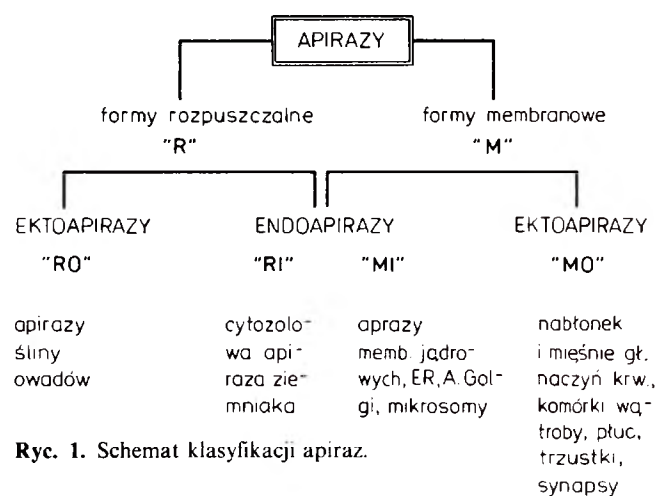 APIRAZY
formy rozpuszczalne
"R"
formy membranowe
"M"
EKTOAPIRAZY
"RO"
ENDOAPIRAZY
"RI" "MI"
EKTOAPIRAZY
"MO"
apirazy
śliny
owadów
cytozolo-
wa api-
raza zie-
mniaka
aprazy
memb. jądro-
wych, ER, A. Gol-
gi, mikrosomy
nabłonek
i mięśnie gł.
naczyń krw.,
komórki wą-
troby, płuc,
trzustki,
synapsy
Ryc. 1. Schemat klasyfikacji apiraz.